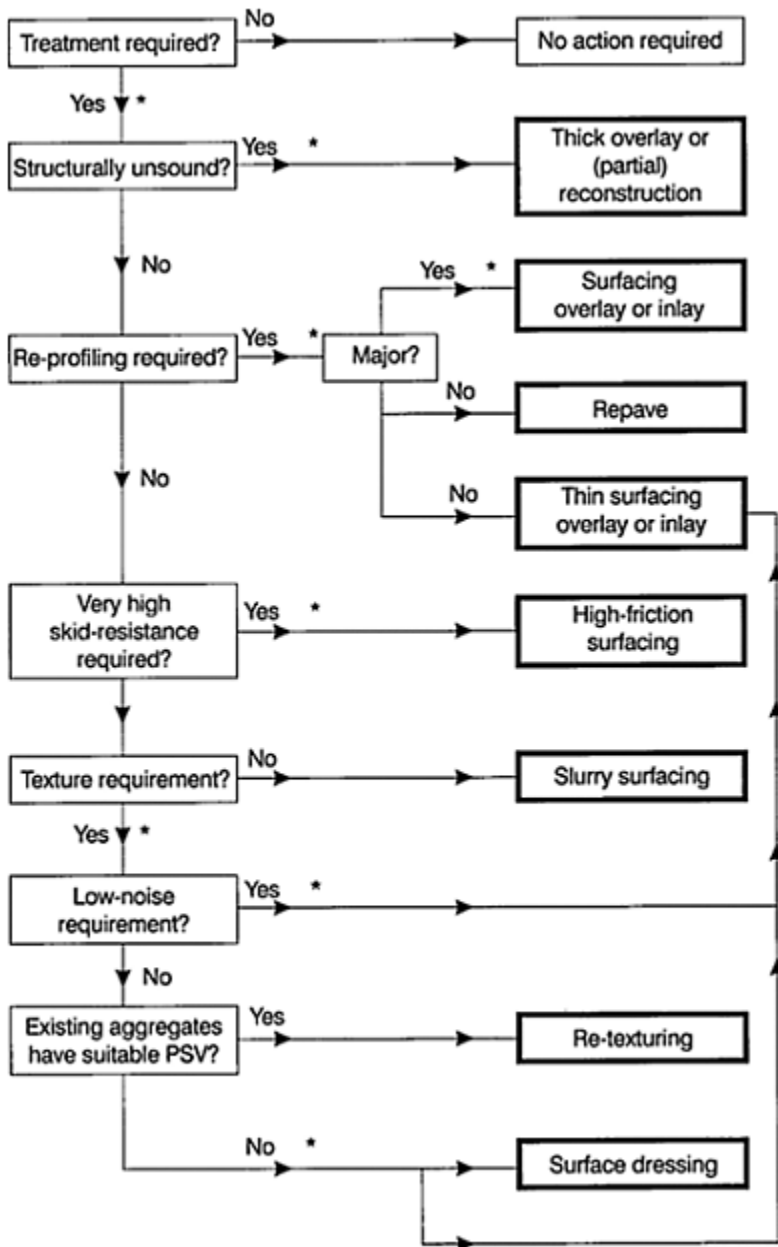 Treatment required?
No
No action required
Yes *
Structurally unsound?
Yes *
Thick overlay or
(partial)
reconstruction
No
Yes *
Surfacing
overlay or inlay
Re-profiling required?
Yes *
Major?
No
Repave
No
No
Thin surfacing
overlay or inlay
Very high
skid-resistance
required?
Yes *
High-friction
surfacing
Texture requirement?
No
Slurry surfacing
Yes *
Low-noise
requirement?
Yes *
No
Existing aggregates
have suitable PSV?
Yes
Re-texturing
No *
Surface dressing